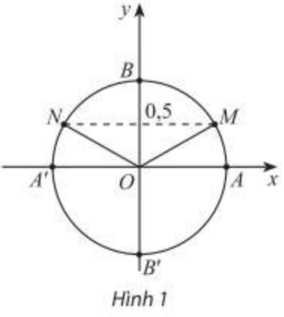 y
B
N 0,5 M
A' O A x
B'
Hình 1